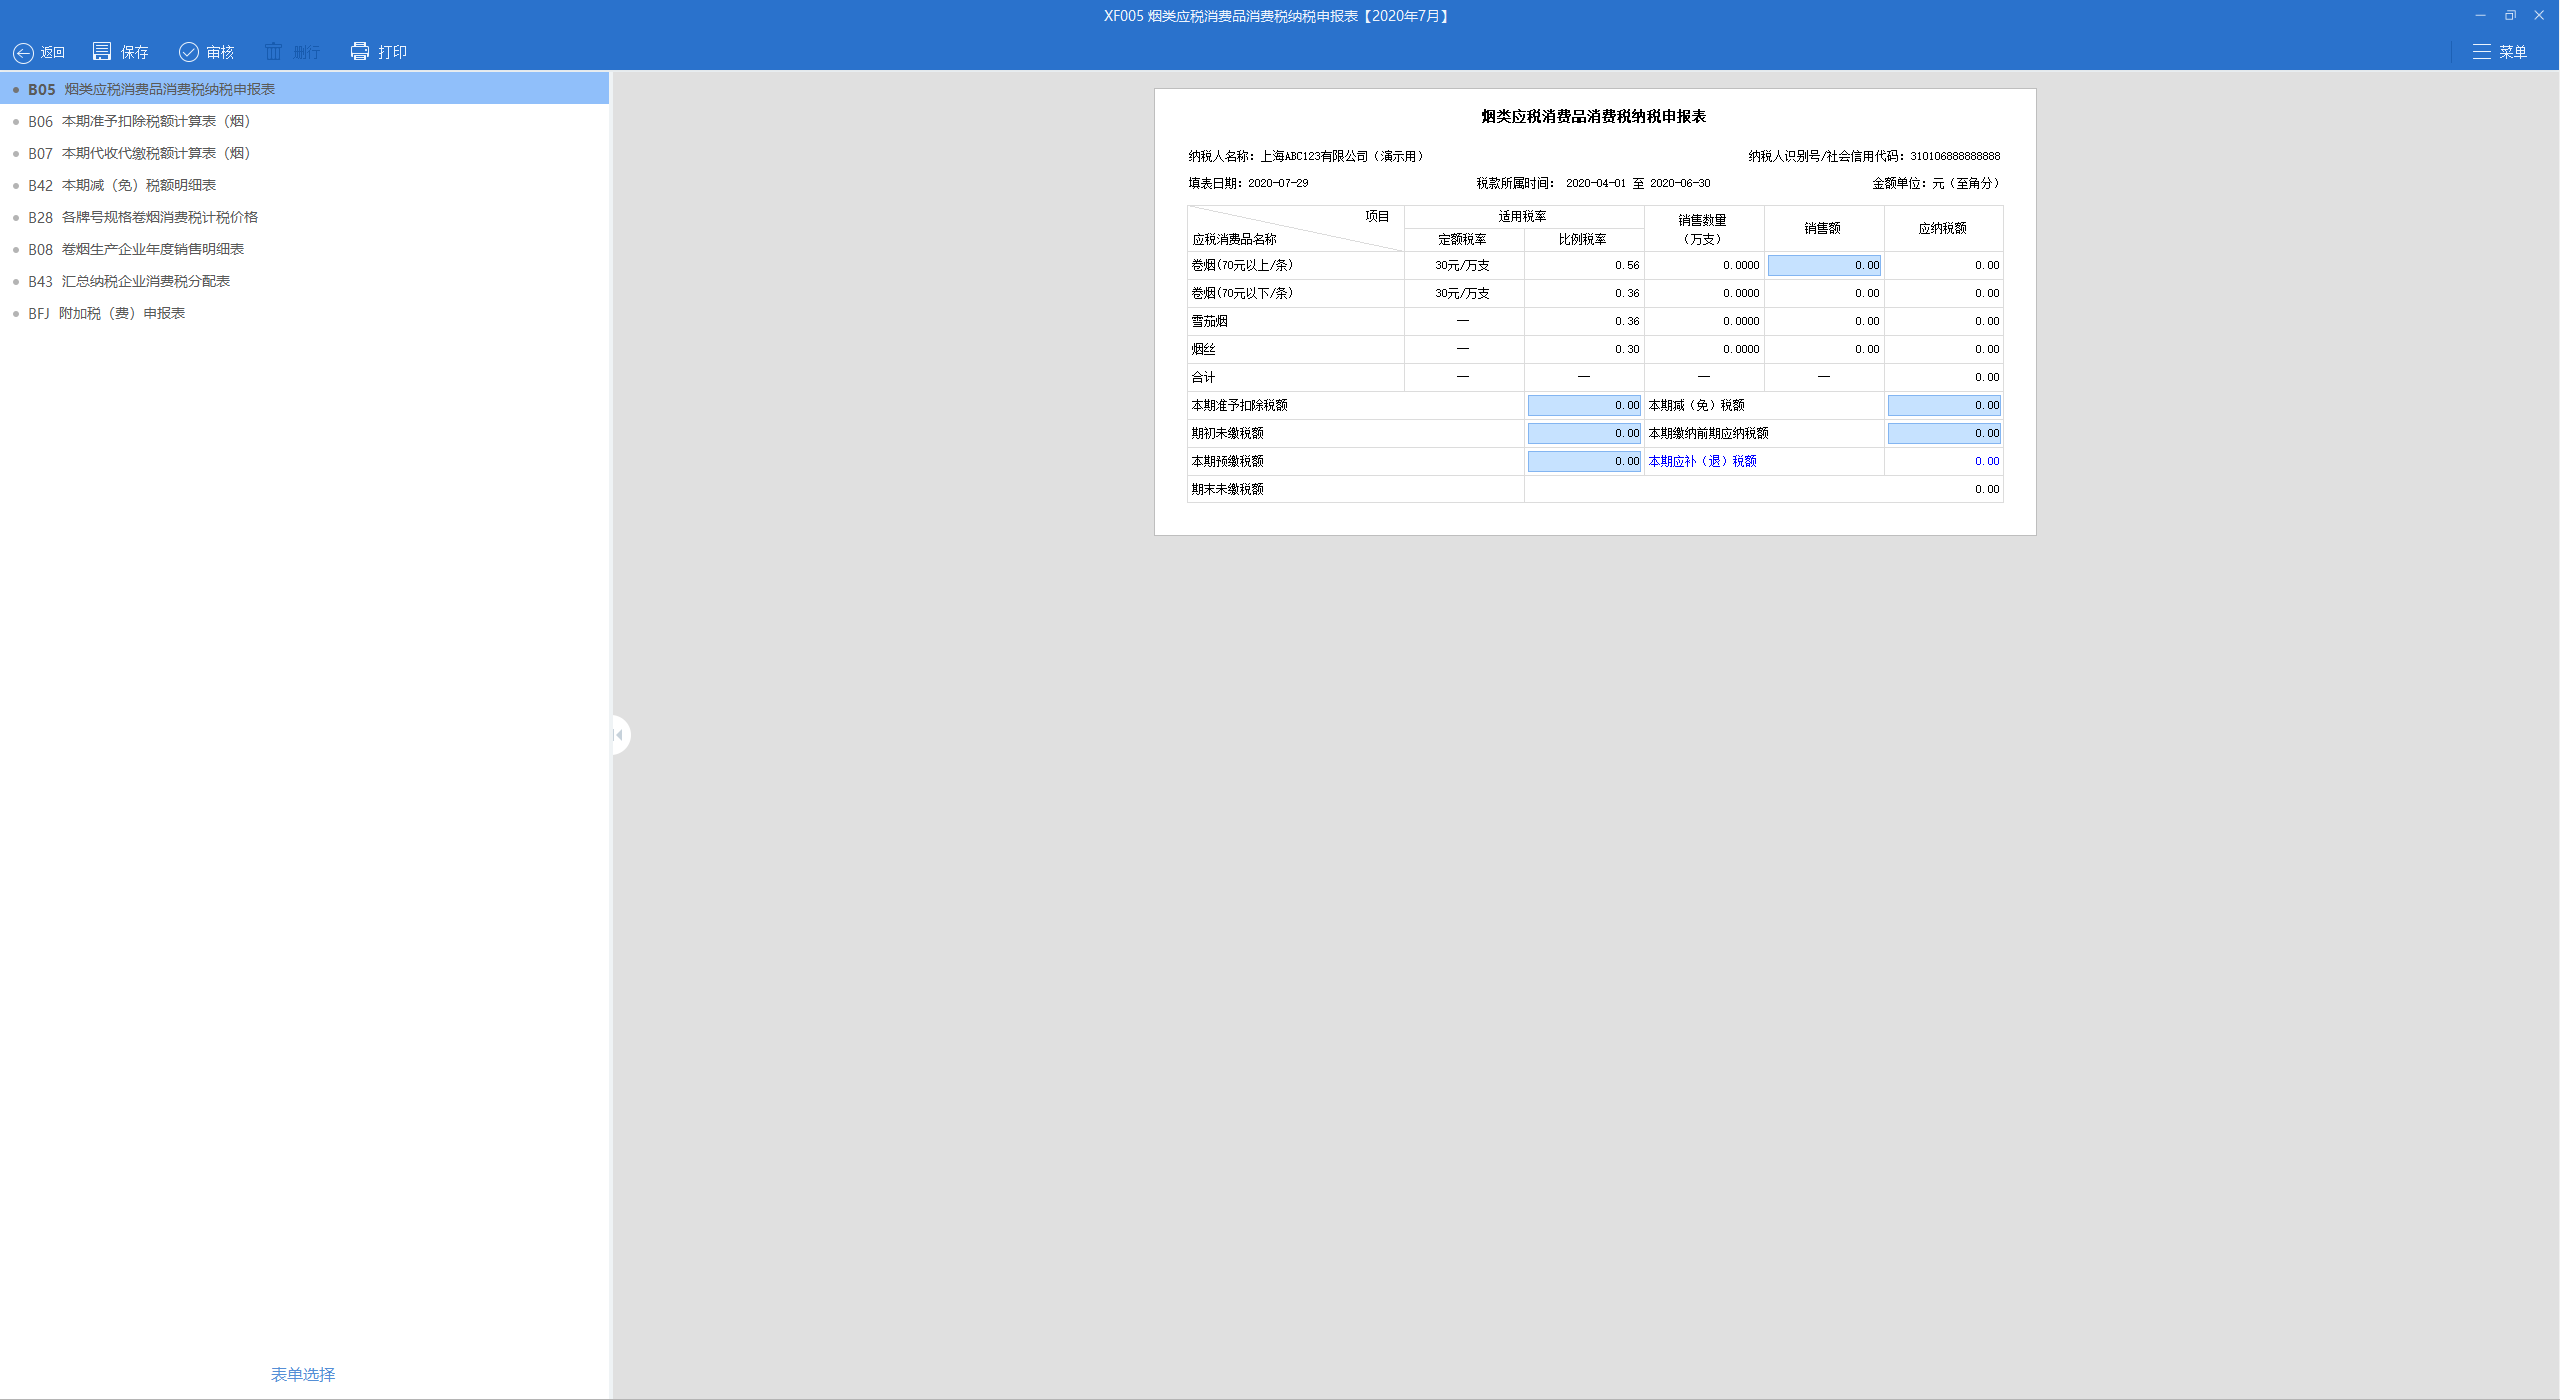 XF005 烟类应税消费品消费税纳税申报表【2020年7月】
返回 保存 审核 删行 打印 菜单
B05 烟类应税消费品消费税纳税申报表
B06 本期准予扣除税额计算表（烟）
B07 本期代收代缴税额计算表（烟）
B42 本期减（免）税额明细表
B28 各牌号规格卷烟消费税计税价格
B08 卷烟生产企业年度销售明细表
B43 汇总纳税企业消费税分配表
BFJ 附加税（费）申报表
表单选择
烟类应税消费品消费税纳税申报表
纳税人名称：上海ABC123有限公司（演示用） 纳税人识别号/社会信用代码：310106888888888
填表日期：2020-07-29 税款所属时间： 2020-04-01 至 2020-06-30 金额单位：元（至角分）
项目 适用税率 销售数量（万支） 销售额 应纳税额
应税消费品名称 定额税率 比例税率
卷烟(70元以上/条) 30元/万支 0.56 0.0000 0.00 0.00
卷烟(70元以下/条) 30元/万支 0.36 0.0000 0.00 0.00
雪茄烟 — 0.36 0.0000 0.00 0.00
烟丝 — 0.30 0.0000 0.00 0.00
合计 — — — — 0.00
本期准予扣除税额 0.00 本期减（免）税额 0.00
期初未缴税额 0.00 本期缴纳前期应纳税额 0.00
本期预缴税额 0.00 本期应补（退）税额 0.00
期末未缴税额 0.00